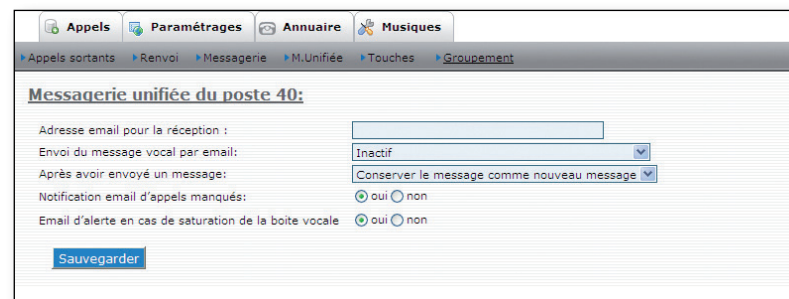 Appels Paramétrages Annuaire Musiques
Appels sortants Renvoi Messagerie M.Unifiée Touches Groupement
Messagerie unifiée du poste 40:
Adresse email pour la réception :
Envoi du message vocal par email: Inactif
Après avoir envoyé un message: Conserver le message comme nouveau message
Notification email d'appels manqués: oui non
Email d'alerte en cas de saturation de la boite vocale oui non
Sauvegarder